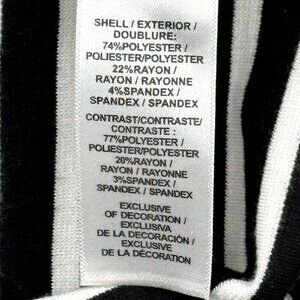 SHELL / EXTERIOR /
DOUBLURE:
74%POLYESTER /
POLIESTER/POLYESTER
22%RAYON /
RAYON / RAYONNE
4%SPANDEX /
SPANDEX / SPANDEX
CONTRAST/CONTRASTE/
CONTRASTE :
77%POLYESTER /
POLIESTER/POLYESTER
20%RAYON /
RAYON / RAYONNE
3%SPANDEX /
SPANDEX / SPANDEX
EXCLUSIVE
OF DECORATION /
EXCLUSIVA
DE LA DECORACIÓN /
EXCLUSIVE
DE LA DÉCORATION